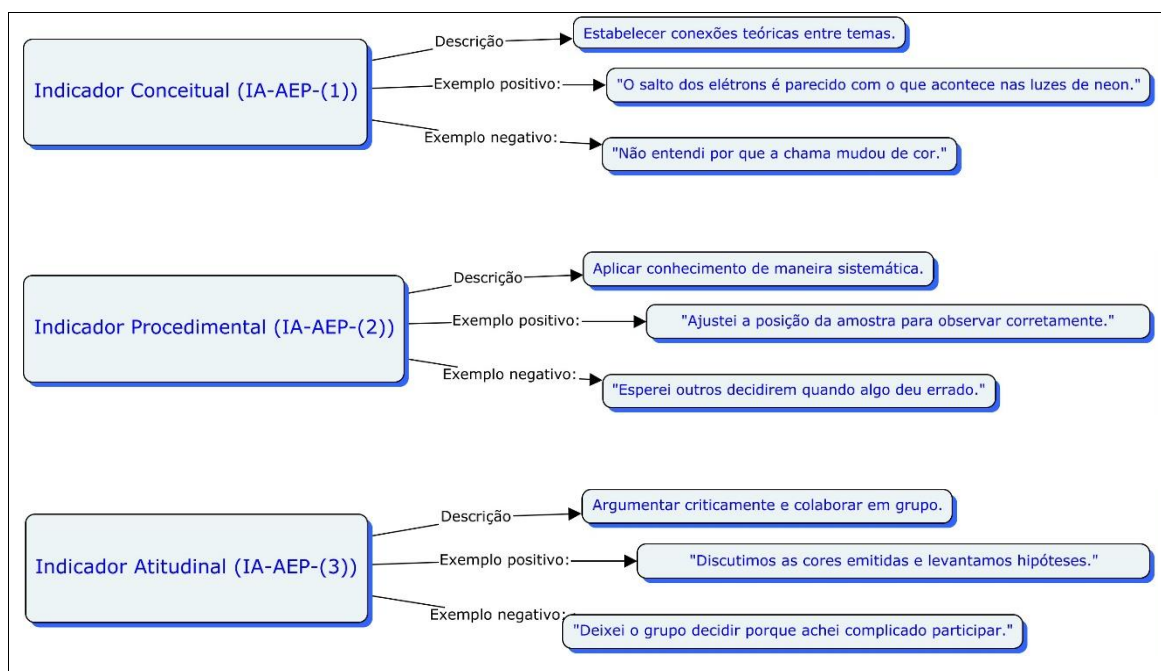 Indicador Conceitual (IA-AEP-(1))
Descrição
Estabelecer conexões teóricas entre temas.
Exemplo positivo:
"O salto dos elétrons é parecido com o que acontece nas luzes de neon."
Exemplo negativo:
"Não entendi por que a chama mudou de cor."
Indicador Procedimental (IA-AEP-(2))
Descrição
Aplicar conhecimento de maneira sistemática.
Exemplo positivo:
"Ajustei a posição da amostra para observar corretamente."
Exemplo negativo:
"Esperei outros decidirem quando algo deu errado."
Indicador Atitudinal (IA-AEP-(3))
Descrição
Argumentar criticamente e colaborar em grupo.
Exemplo positivo:
"Discutimos as cores emitidas e levantamos hipóteses."
Exemplo negativo:
"Deixei o grupo decidir porque achei complicado participar."